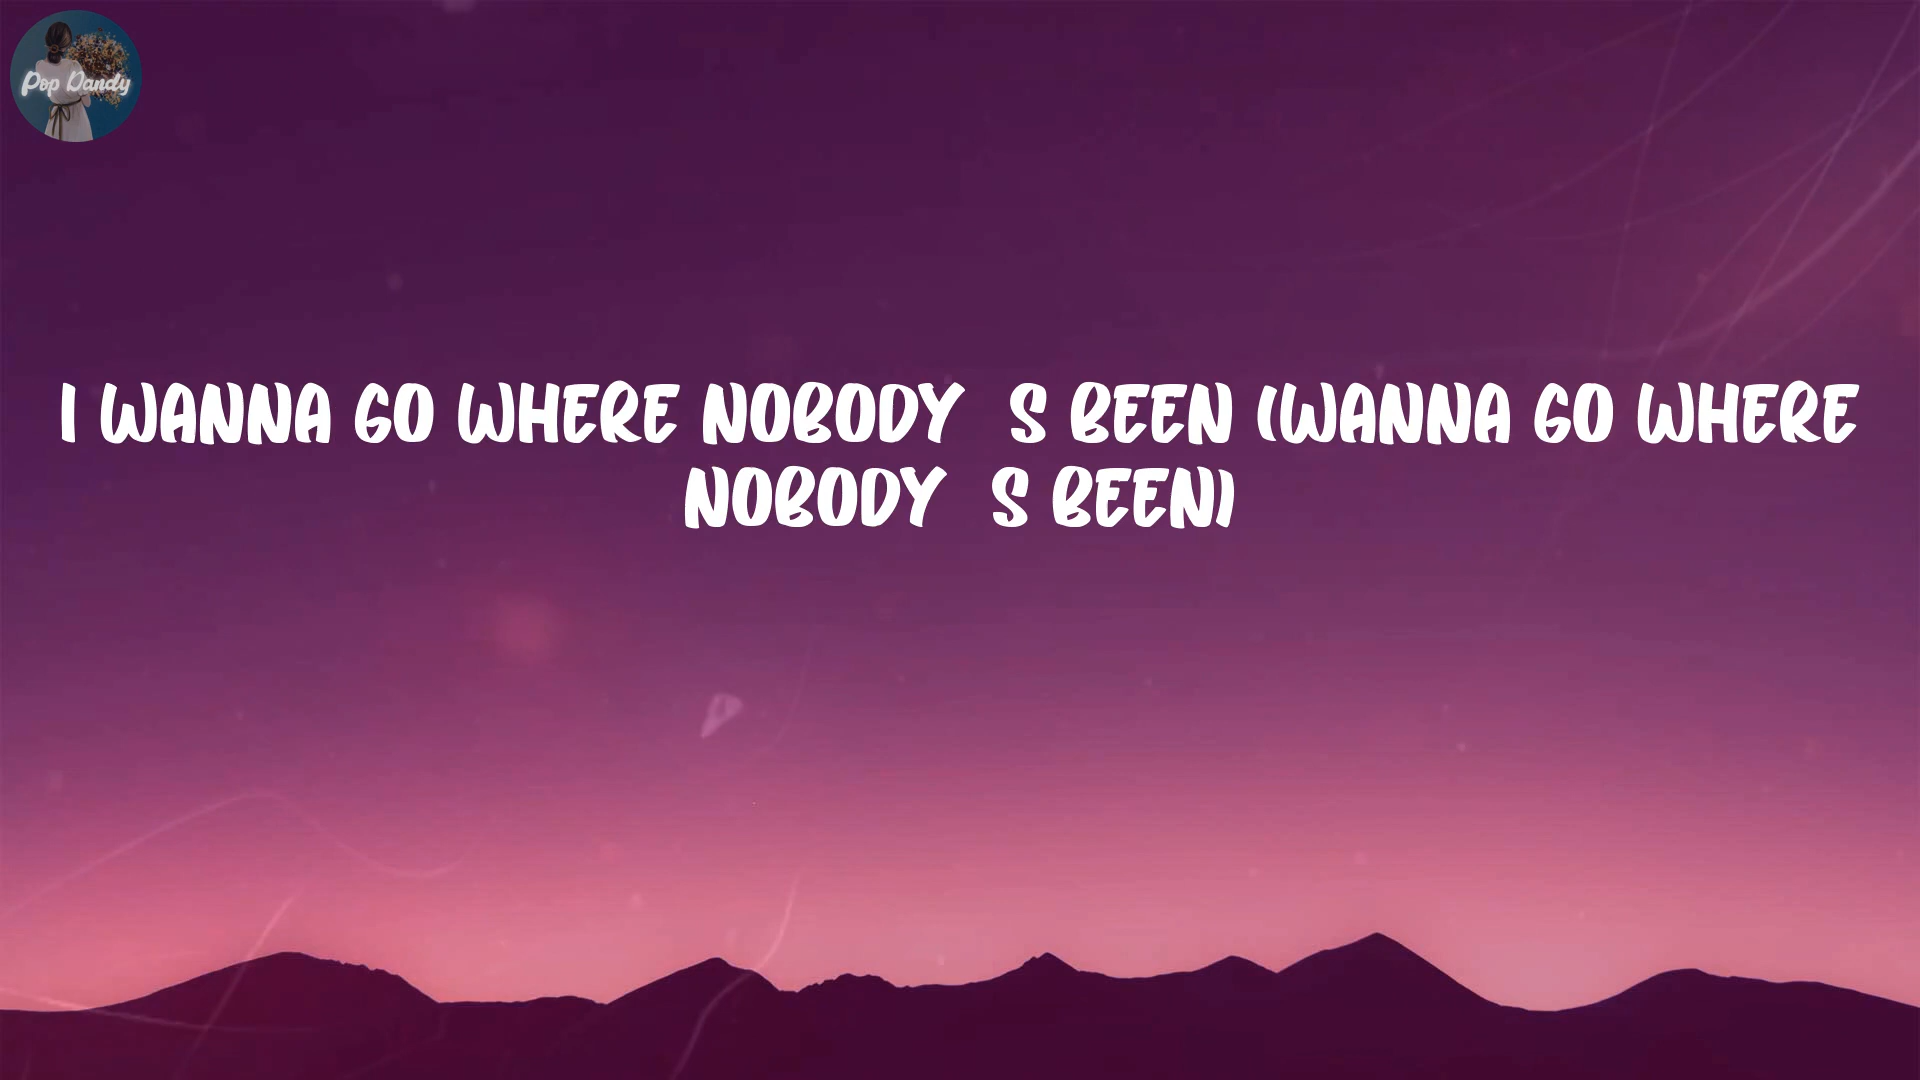 Pop Dandy
I WANNA GO WHERE NOBODY  S BEEN (WANNA GO WHERE
NOBODY  S BEEN)